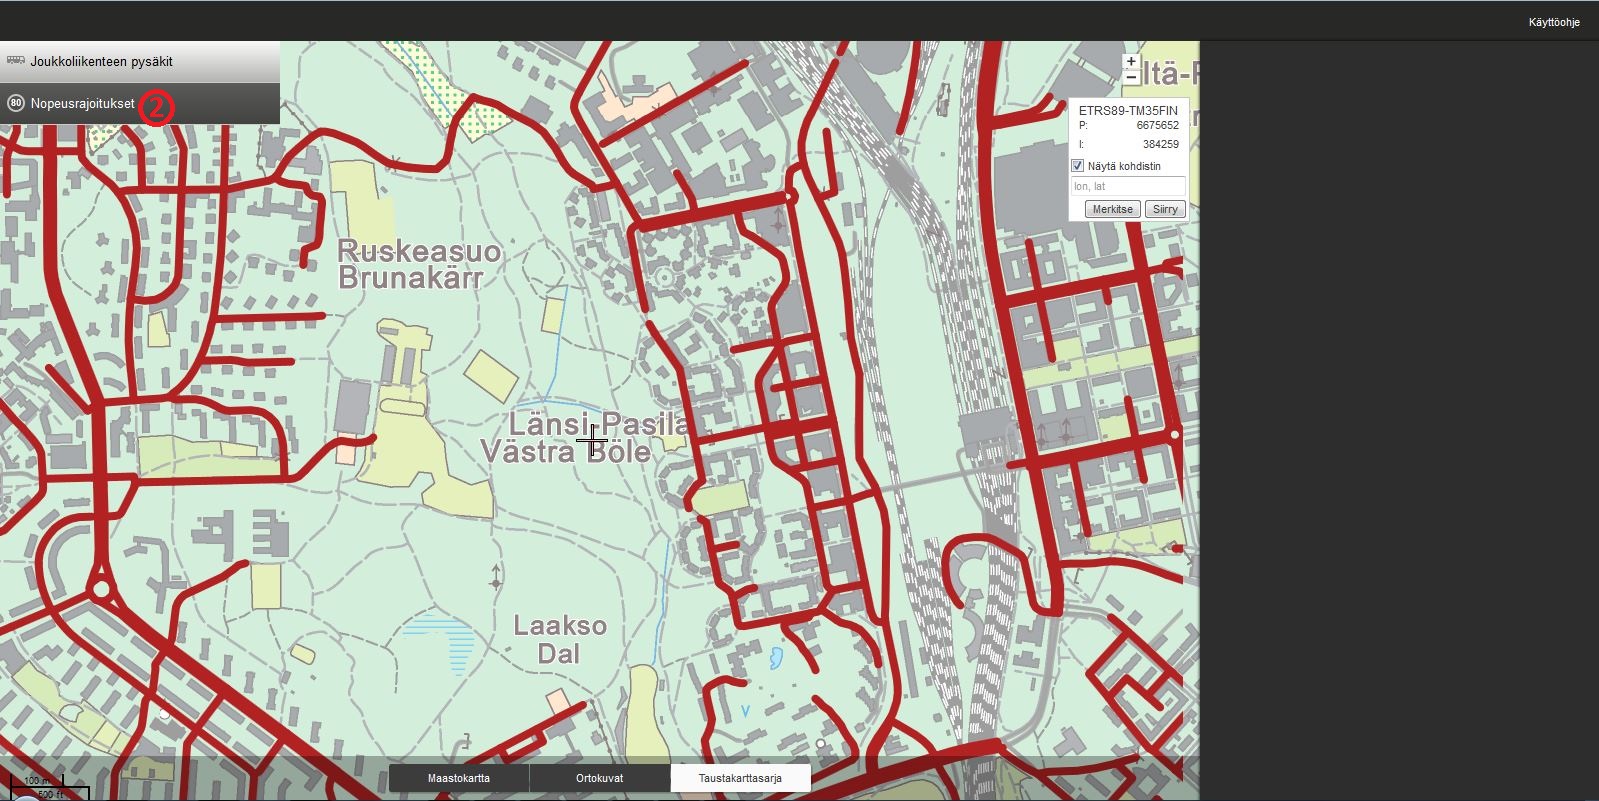 Käyttöohje
Joukkoliikenteen pysäkit
80 Nopeusrajoitukset 2
+
−
ltä-P
ETRS89-TM35FIN
P: 6675652
I: 384259
Näytä kohdistin
lon, lat
Merkitse Siirry
Ruskeasuo
Brunakärr
Länsi-Pasila
Västra Böle
Laakso
Dal
100 m
500 ft
Maastokartta Ortokuvat Taustakarttasarja